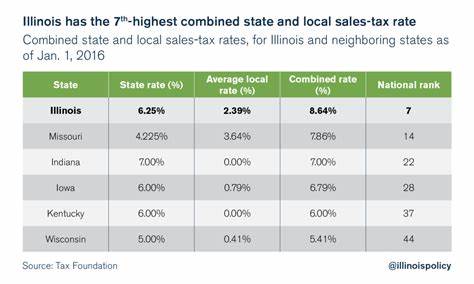 Illinois has the 7th-highest combined state and local sales-tax rate
Combined state and local sales-tax rates, for Illinois and neighboring states as
of Jan. 1, 2016
State State rate (%) Average local rate (%) Combined rate (%) National rank
Illinois 6.25% 2.39% 8.64% 7
Missouri 4.225% 3.64% 7.86% 14
Indiana 7.00% 0.00% 7.00% 22
Iowa 6.00% 0.79% 6.79% 28
Kentucky 6.00% 0.00% 6.00% 37
Wisconsin 5.00% 0.41% 5.41% 44
Source: Tax Foundation @illinoispolicy